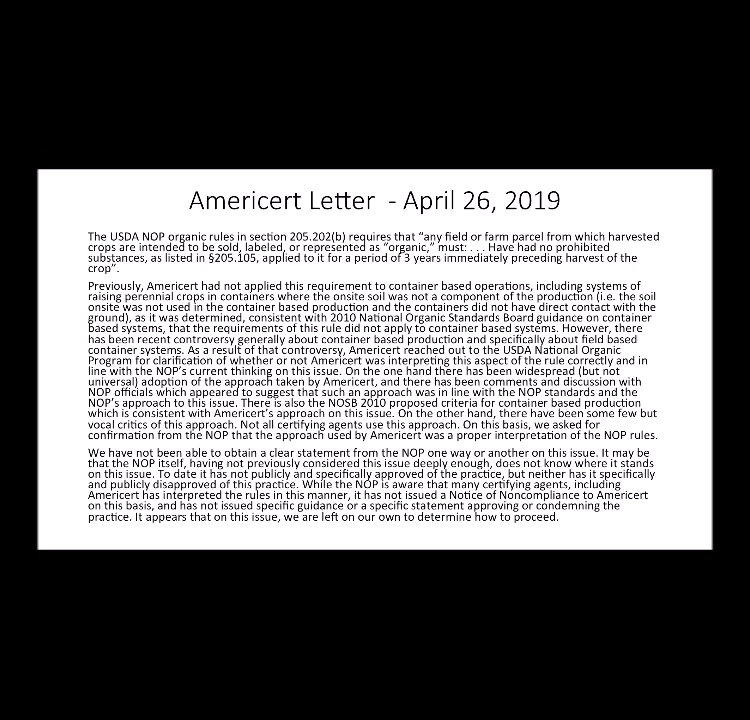 Americert Letter - April 26, 2019
The USDA NOP organic rules in section 205.202(b) requires that “any field or farm parcel from which harvested
crops are intended to be sold, labeled, or represented as “organic,” must: . . . Have had no prohibited
substances, as listed in §205.105, applied to it for a period of 3 years immediately preceding harvest of the
crop”.
Previously, Americert had not applied this requirement to container based operations, including systems of
raising perennial crops in containers where the onsite soil was not a component of the production (i.e. the soil
onsite was not used in the container based production and the containers did not have direct contact with the
ground), as it was determined, consistent with 2010 National Organic Standards Board guidance on container
based systems, that the requirements of this rule did not apply to container based systems. However, there
has been recent controversy generally about container based production and specifically about field based
container systems. As a result of that controversy, Americert reached out to the USDA National Organic
Program for clarification of whether or not Americert was interpreting this aspect of the rule correctly and in
line with the NOP’s current thinking on this issue. On the one hand there has been widespread (but not
universal) adoption of the approach taken by Americert, and there has been comments and discussion with
NOP officials which appeared to suggest that such an approach was in line with the NOP standards and the
NOP’s approach to this issue. There is also the NOSB 2010 proposed criteria for container based production
which is consistent with Americert’s approach on this issue. On the other hand, there have been some few but
vocal critics of this approach. Not all certifying agents use this approach. On this basis, we asked for
confirmation from the NOP that the approach used by Americert was a proper interpretation of the NOP rules.
We have not been able to obtain a clear statement from the NOP one way or another on this issue. It may be
that the NOP itself, having not previously considered this issue deeply enough, does not know where it stands
on this issue. To date it has not publicly and specifically approved of the practice, but neither has it specifically
and publicly disapproved of this practice. While the NOP is aware that many certifying agents, including
Americert has interpreted the rules in this manner, it has not issued a Notice of Noncompliance to Americert
on this basis, and has not issued specific guidance or a specific statement approving or condemning the
practice. It appears that on this issue, we are left on our own to determine how to proceed.